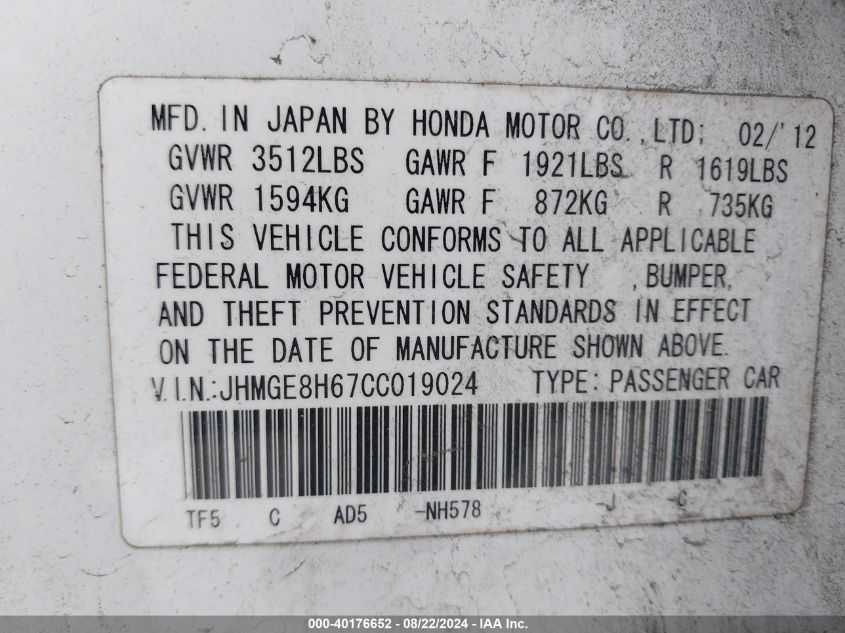 MFD. IN JAPAN BY HONDA MOTOR CO., LTD. 02/'12
GVWR 3512LBS GAWR F 1921LBS R 1619LBS
GVWR 1594KG GAWR F 872KG R 735KG
THIS VEHICLE CONFORMS TO ALL APPLICABLE
FEDERAL MOTOR VEHICLE SAFETY , BUMPER,
AND THEFT PREVENTION STANDARDS IN EFFECT
ON THE DATE OF MANUFACTURE SHOWN ABOVE.
V.I.N.:JHMGE8H67CC019024 TYPE:PASSENGER CAR
TF5 C AD5 -NH578 -J -C
000-40176652 - 08/22/2024 - IAA Inc.